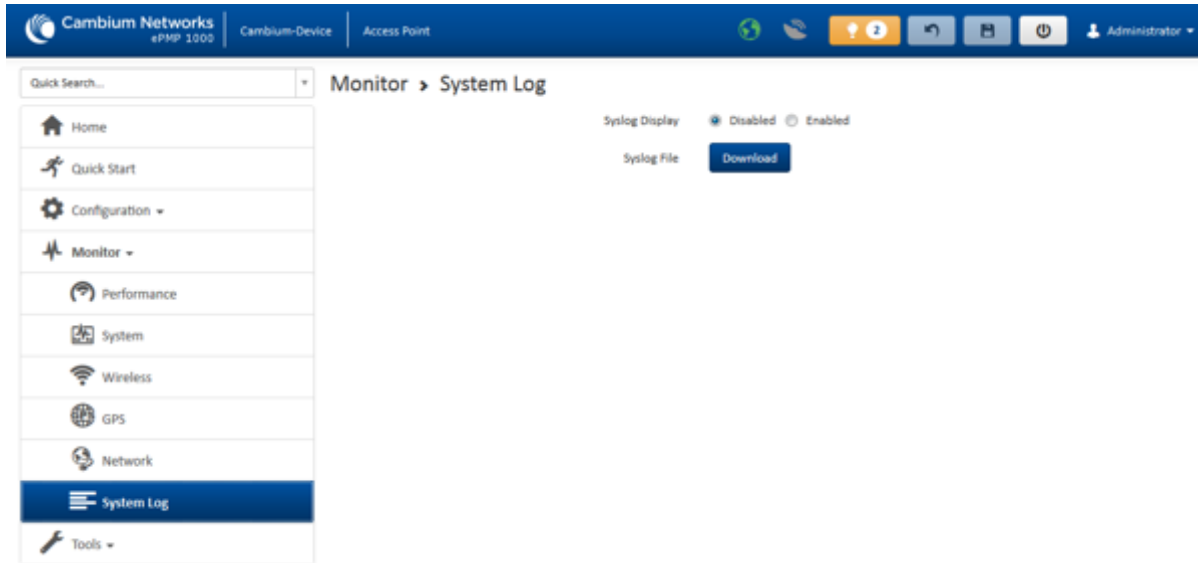 Cambium Networks
ePMP 1000
Cambium-Device
Access Point
2
Administrator
Quick Search...
Monitor > System Log
Home
Quick Start
Configuration
Monitor
Performance
System
Wireless
GPS
Network
System Log
Tools
Syslog Display Disabled Enabled
Syslog File Download